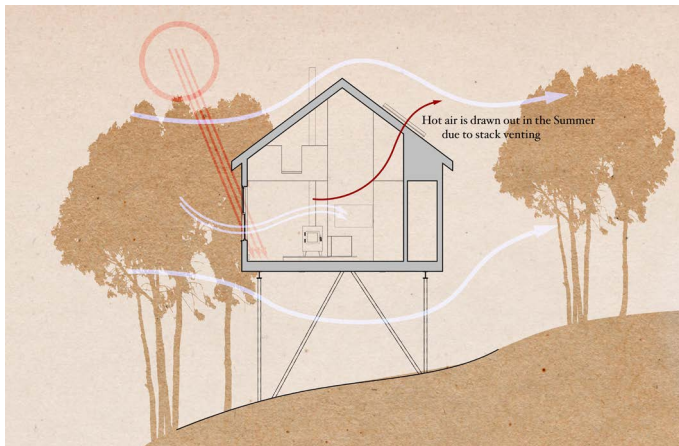 Hot air is drawn out in the Summer
due to stack venting